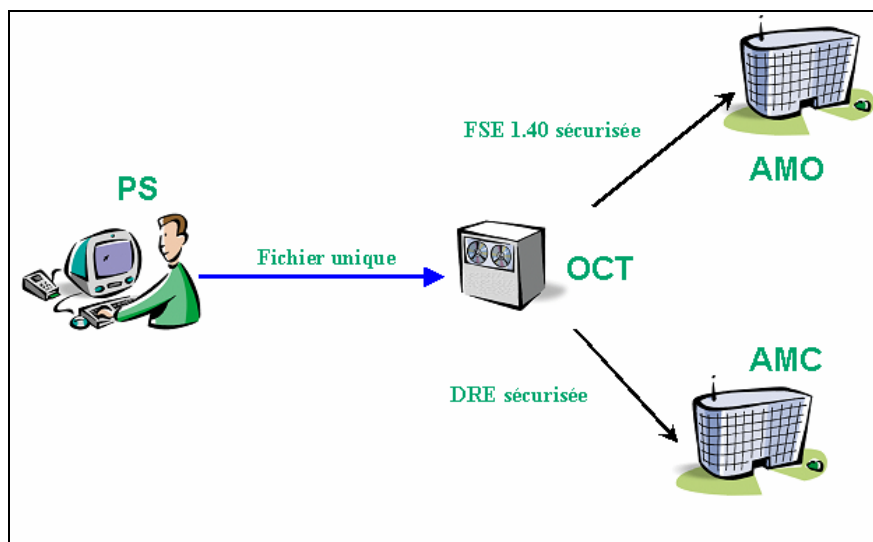 FSE 1.40 sécurisée
AMO
PS
Fichier unique
OCT
AMC
DRE sécurisée